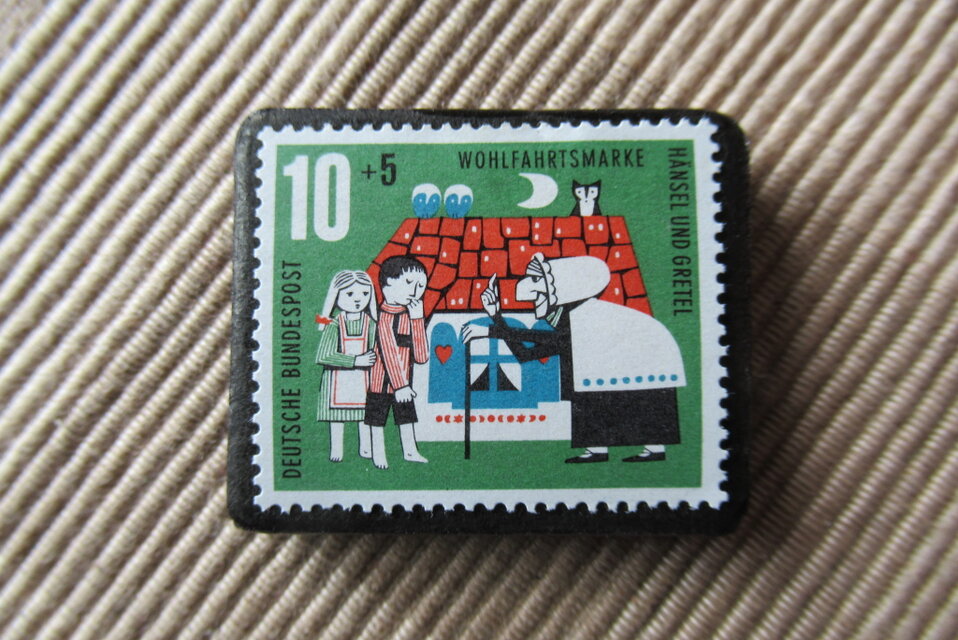 10 +5
WOHLFAHRTSMARKE
HÄNSEL UND GRETEL
DEUTSCHE BUNDESPOST